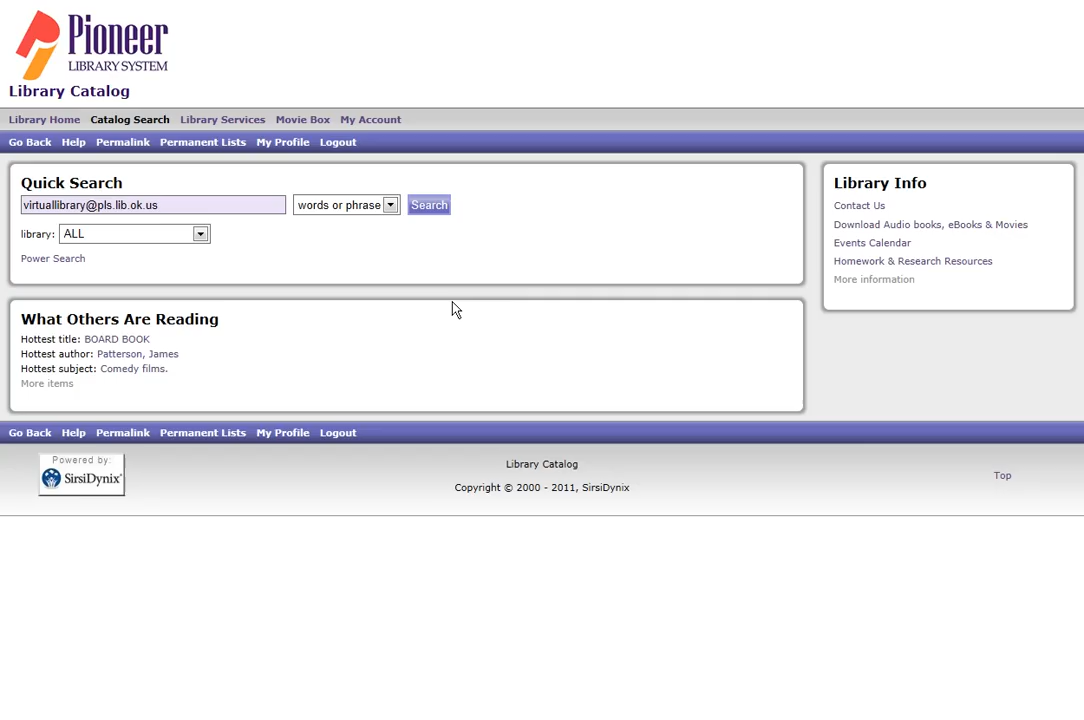 Pioneer
LIBRARY SYSTEM
Library Catalog
Library Home Catalog Search Library Services Movie Box My Account
Go Back Help Permalink Permanent Lists My Profile Logout
Quick Search
virtuallibrary@pls.lib.ok.us words or phrase Search
library: ALL
Power Search
What Others Are Reading
Hottest title: BOARD BOOK
Hottest author: Patterson, James
Hottest subject: Comedy films.
More items
Library Info
Contact Us
Download Audio books, eBooks & Movies
Events Calendar
Homework & Research Resources
More information
Go Back Help Permalink Permanent Lists My Profile Logout
Powered by:
SirsiDynix
Library Catalog
Copyright © 2000 - 2011, SirsiDynix
Top